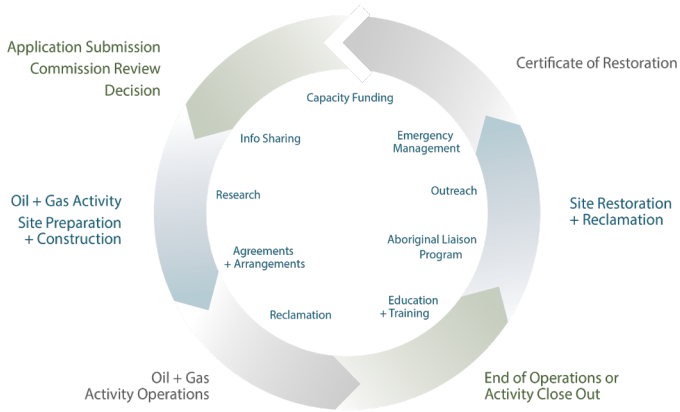 Application Submission
Commission Review
Decision
Certificate of Restoration
Capacity Funding
Info Sharing
Emergency
Management
Research
Outreach
Oil + Gas Activity
Site Preparation
+ Construction
Site Restoration
+ Reclamation
Agreements
+ Arrangements
Aboriginal Liaison
Program
Reclamation
Education
+ Training
Oil + Gas
Activity Operations
End of Operations or
Activity Close Out